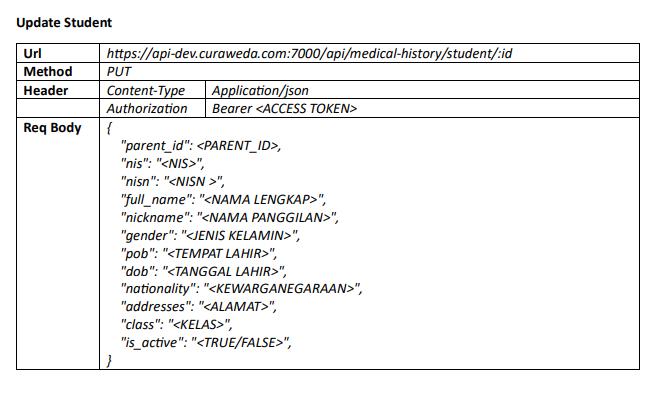 Update Student
Url https://api-dev.curaweda.com:7000/api/medical-history/student/:id
Method PUT
Header Content-Type Application/json
Authorization Bearer <ACCESS TOKEN>
Req Body {
"parent_id": <PARENT_ID>,
"nis": "<NIS>",
"nisn": "<NISN >",
"full_name": "<NAMA LENGKAP>",
"nickname": "<NAMA PANGGILAN>",
"gender": "<JENIS KELAMIN>",
"pob": "<TEMPAT LAHIR>",
"dob": "<TANGGAL LAHIR>",
"nationality": "<KEWARGANEGARAAN>",
"addresses": "<ALAMAT>",
"class": "<KELAS>",
"is_active": "<TRUE/FALSE>",
}